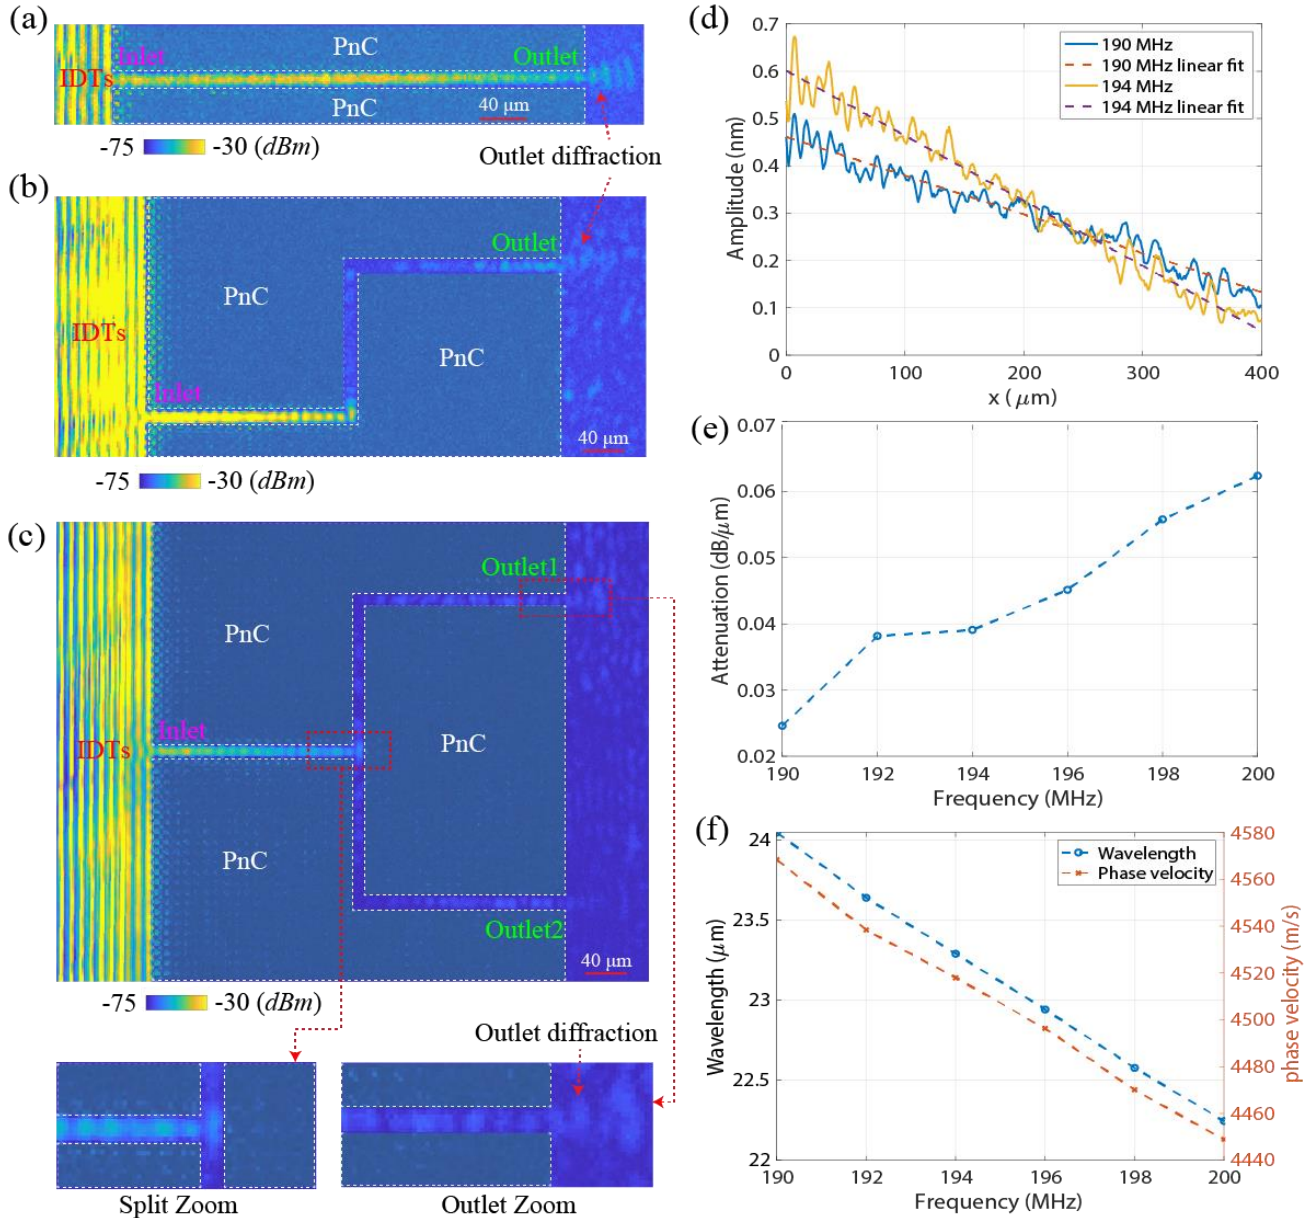 (a)
PnC
Inlet
Outlet
IDTs
PnC
40 μm
-75 -30 (dBm)
Outlet diffraction
(b)
Outlet
PnC
IDTs
PnC
Inlet
40 μm
-75 -30 (dBm)
(c)
Outlet1
PnC
Inlet
IDTs
PnC
PnC
Outlet2
40 μm
-75 -30 (dBm)
Outlet diffraction
Split Zoom
Outlet Zoom
(d)
0.7
0.6
0.5
0.4
0.3
0.2
0.1
0
Amplitude (nm)
190 MHz
190 MHz linear fit
194 MHz
194 MHz linear fit
0 100 200 300 400
x ( μm)
(e)
0.07
0.06
0.05
0.04
0.03
0.02
Attenuation (dB/μm)
190 192 194 196 198 200
Frequency (MHz)
(f)
24
23.5
23
22.5
22
Wavelength (μm)
Wavelength
Phase velocity
4580
4560
4540
4520
4500
4480
4460
4440
phase velocity (m/s)
190 192 194 196 198 200
Frequency (MHz)